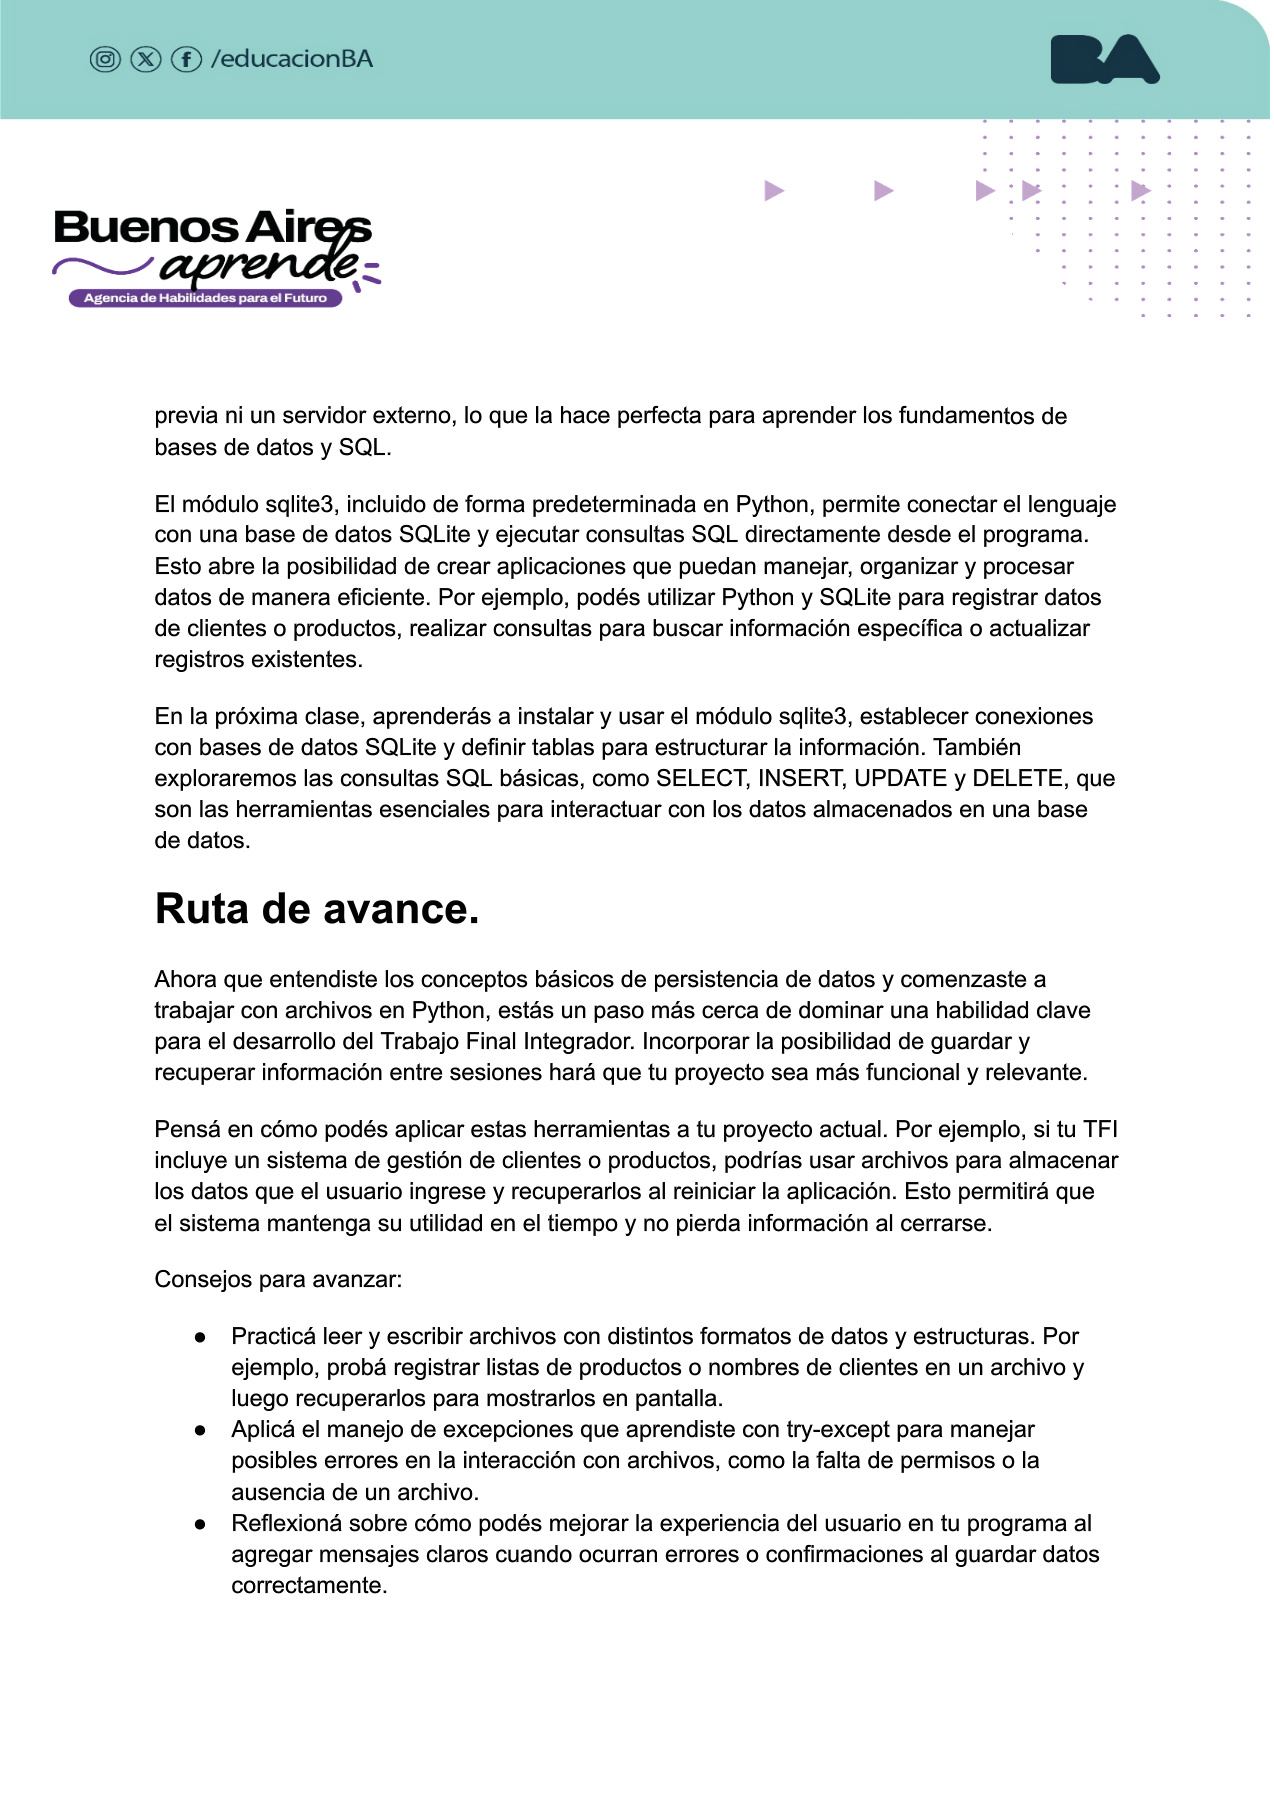 /educacionBA
BA
Buenos Aires
aprende
Agencia de Habilidades para el Futuro
previa ni un servidor externo, lo que la hace perfecta para aprender los fundamentos de
bases de datos y SQL.
El módulo sqlite3, incluido de forma predeterminada en Python, permite conectar el lenguaje
con una base de datos SQLite y ejecutar consultas SQL directamente desde el programa.
Esto abre la posibilidad de crear aplicaciones que puedan manejar, organizar y procesar
datos de manera eficiente. Por ejemplo, podés utilizar Python y SQLite para registrar datos
de clientes o productos, realizar consultas para buscar información específica o actualizar
registros existentes.
En la próxima clase, aprenderás a instalar y usar el módulo sqlite3, establecer conexiones
con bases de datos SQLite y definir tablas para estructurar la información. También
exploraremos las consultas SQL básicas, como SELECT, INSERT, UPDATE y DELETE, que
son las herramientas esenciales para interactuar con los datos almacenados en una base
de datos.
Ruta de avance.
Ahora que entendiste los conceptos básicos de persistencia de datos y comenzaste a
trabajar con archivos en Python, estás un paso más cerca de dominar una habilidad clave
para el desarrollo del Trabajo Final Integrador. Incorporar la posibilidad de guardar y
recuperar información entre sesiones hará que tu proyecto sea más funcional y relevante.
Pensá en cómo podés aplicar estas herramientas a tu proyecto actual. Por ejemplo, si tu TFI
incluye un sistema de gestión de clientes o productos, podrías usar archivos para almacenar
los datos que el usuario ingrese y recuperarlos al reiniciar la aplicación. Esto permitirá que
el sistema mantenga su utilidad en el tiempo y no pierda información al cerrarse.
Consejos para avanzar:
● Practicá leer y escribir archivos con distintos formatos de datos y estructuras. Por
ejemplo, probá registrar listas de productos o nombres de clientes en un archivo y
luego recuperarlos para mostrarlos en pantalla.
● Aplicá el manejo de excepciones que aprendiste con try-except para manejar
posibles errores en la interacción con archivos, como la falta de permisos o la
ausencia de un archivo.
● Reflexioná sobre cómo podés mejorar la experiencia del usuario en tu programa al
agregar mensajes claros cuando ocurran errores o confirmaciones al guardar datos
correctamente.